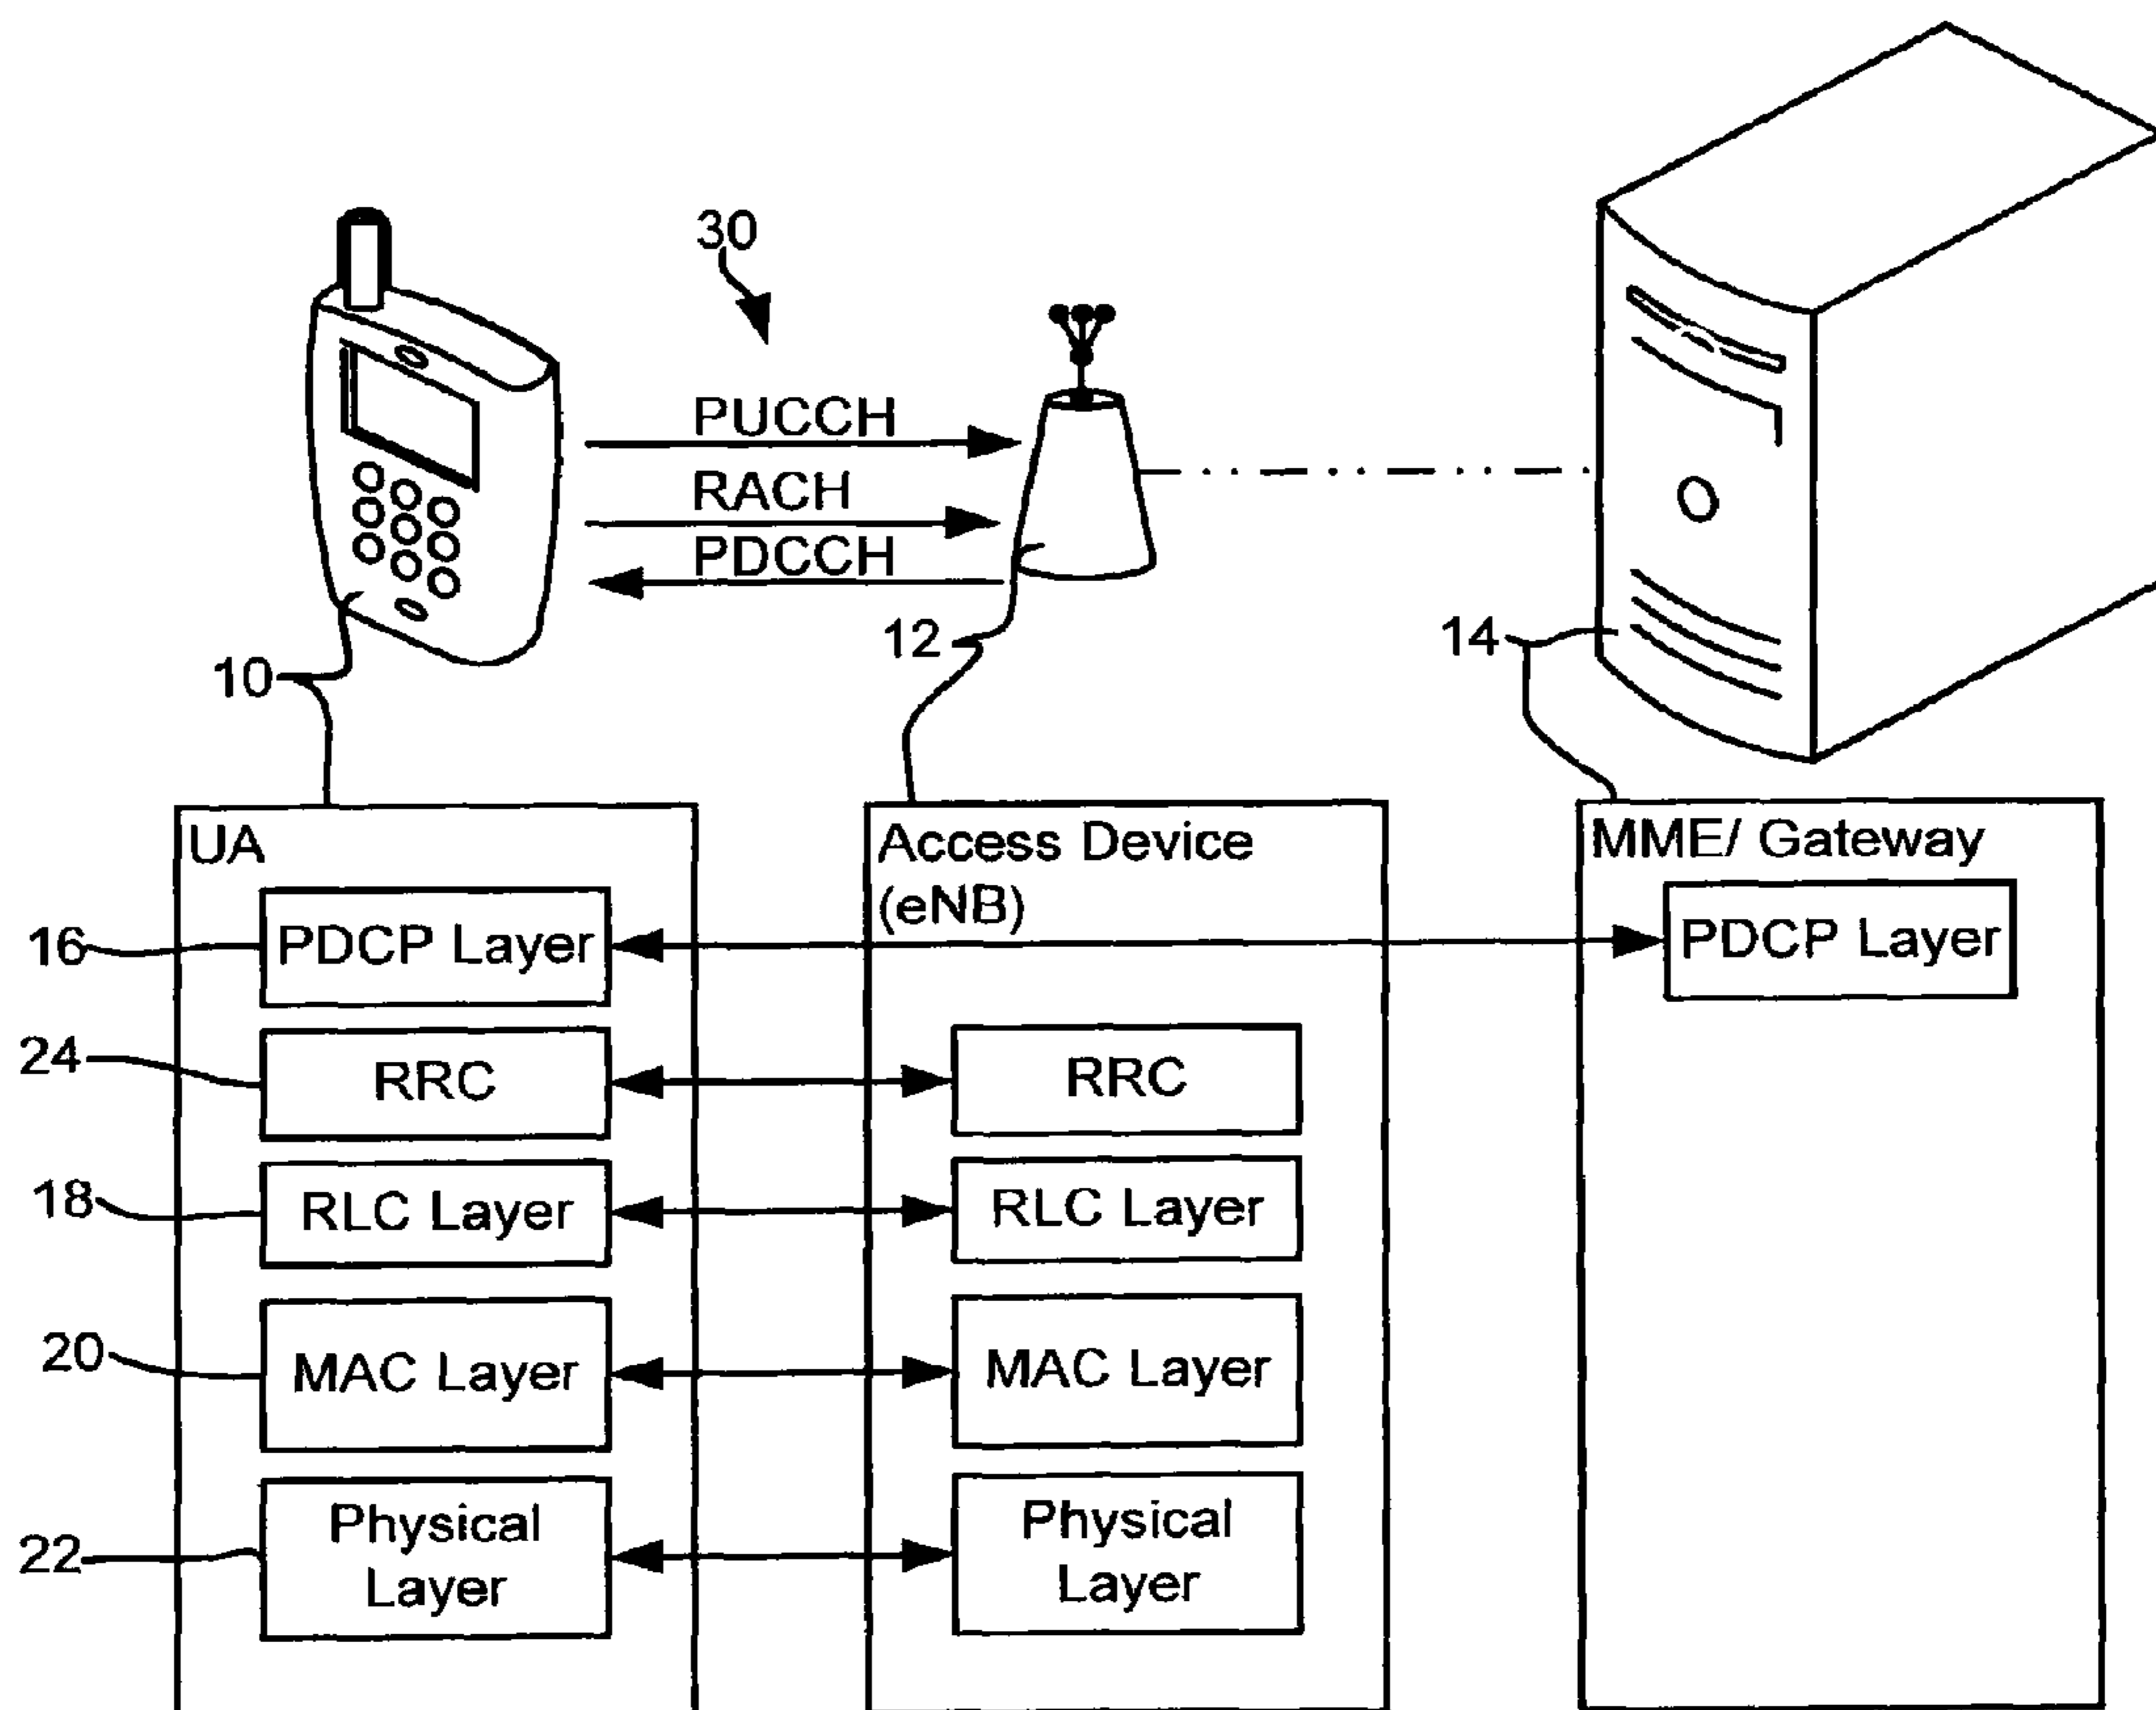 30
PUCCH
RACH
PDCCH
12
14
10
UA
Access Device
(eNB)
MME/ Gateway
16
PDCP Layer
PDCP Layer
24
RRC
RRC
18
RLC Layer
RLC Layer
20
MAC Layer
MAC Layer
22
Physical
Layer
Physical
Layer